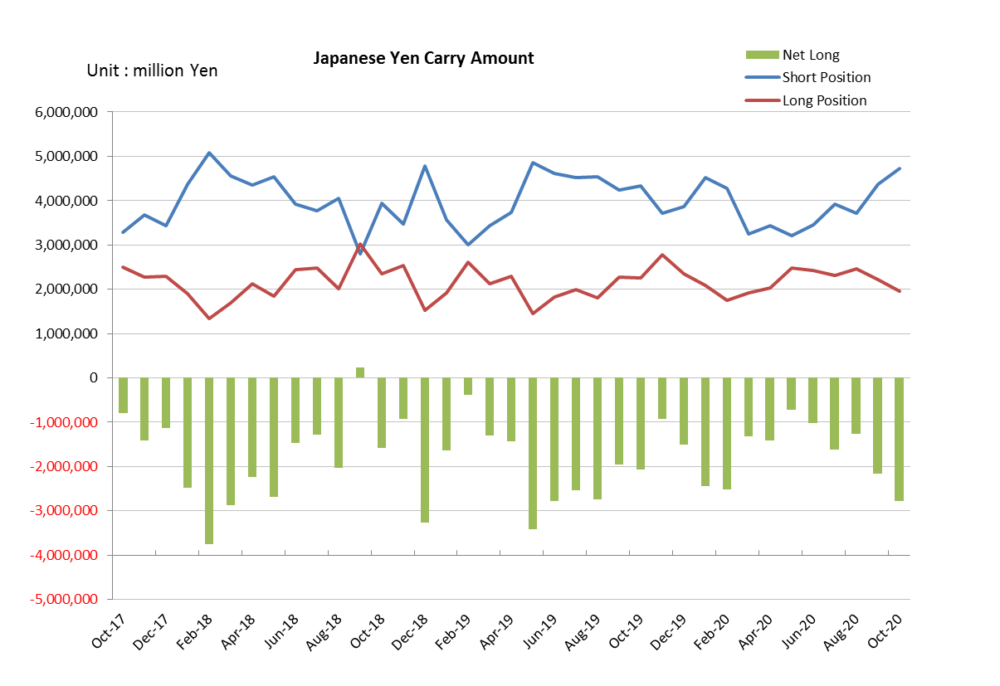 Japanese Yen Carry Amount
Unit : million Yen
Net Long
Short Position
Long Position
6,000,000
5,000,000
4,000,000
3,000,000
2,000,000
1,000,000
0
-1,000,000
-2,000,000
-3,000,000
-4,000,000
-5,000,000
Oct-17
Dec-17
Feb-18
Apr-18
Jun-18
Aug-18
Oct-18
Dec-18
Feb-19
Apr-19
Jun-19
Aug-19
Oct-19
Dec-19
Feb-20
Apr-20
Jun-20
Aug-20
Oct-20